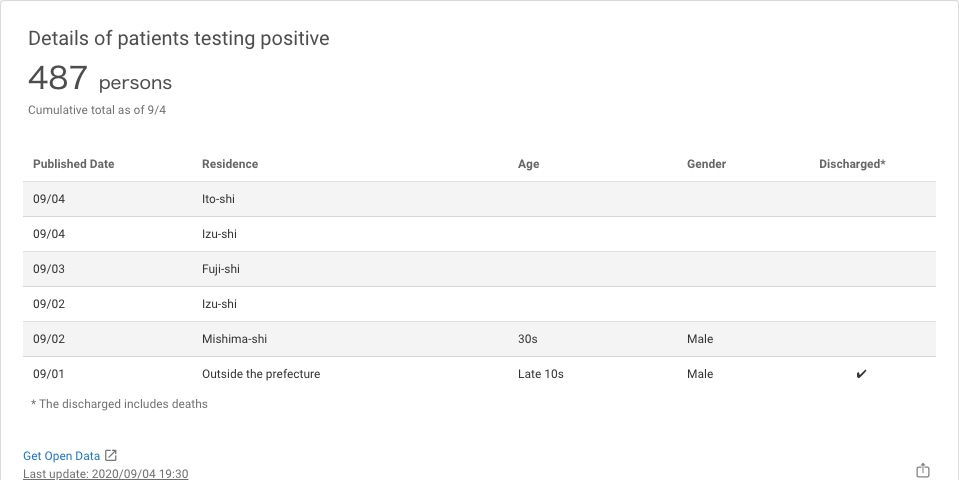 Details of patients testing positive
487 persons
Cumulative total as of 9/4
Published Date Residence Age Gender Discharged*
09/04 Ito-shi
09/04 Izu-shi
09/03 Fuji-shi
09/02 Izu-shi
09/02 Mishima-shi 30s Male
09/01 Outside the prefecture Late 10s Male ✔
* The discharged includes deaths
Get Open Data
Last update: 2020/09/04 19:30